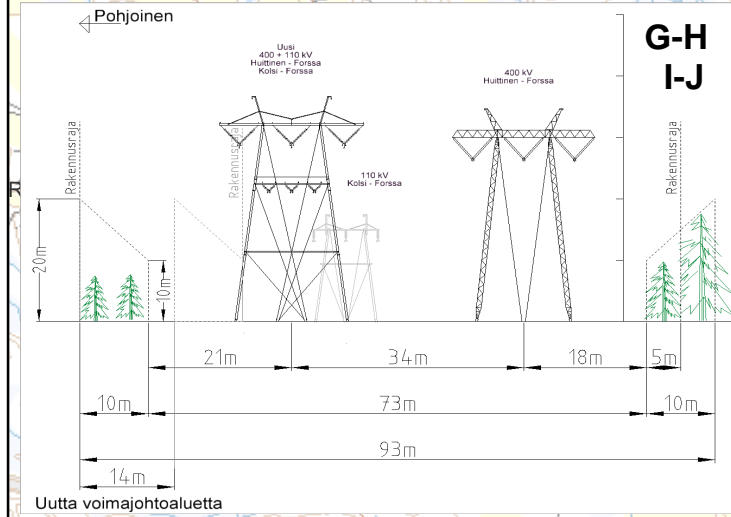 Pohjoinen
G-H
I-J
Uusi
400 + 110 kV
Huittinen - Forssa
Kolsi - Forssa
400 kV
Huittinen - Forssa
Rakennusraja
Rakennusraja
Rakennusraja
110 kV
Kolsi - Forssa
20m
10m
21m
34m
18m
5m
10m
73m
10m
93m
14m
Uutta voimajohtoaluetta